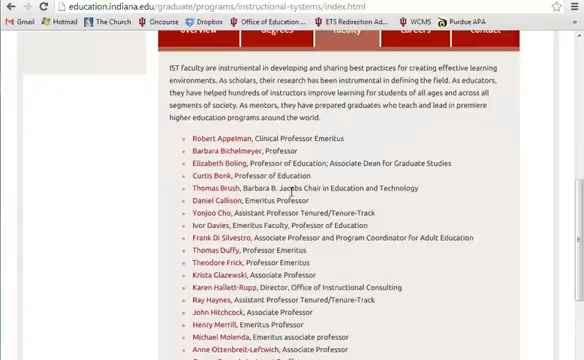 education.indiana.edu/graduate/programs/instructional-systems/index.html
Gmail Hotmail The Church Oncourse Dropbox Office of Education ... ETS Redirection Ad... WCMS Purdue APA
overview degrees faculty careers contact
IST faculty are instrumental in developing and sharing best practices for creating effective learning
environments. As scholars, their research has been instrumental in defining the field. As educators,
they have helped hundreds of instructors improve learning for students of all ages and across all
segments of society. As mentors, they have prepared graduates who teach and lead in premiere
higher education programs around the world.
Robert Appelman, Clinical Professor Emeritus
Barbara Bichelmeyer, Professor
Elizabeth Boling, Professor of Education; Associate Dean for Graduate Studies
Curtis Bonk, Professor of Education
Thomas Brush, Barbara B. Jacobs Chair in Education and Technology
Daniel Callison, Emeritus Professor
Yonjoo Cho, Assistant Professor Tenured/Tenure-Track
Ivor Davies, Emeritus Faculty, Professor of Education
Frank Di Silvestro, Associate Professor and Program Coordinator for Adult Education
Thomas Duffy, Professor Emeritus
Theodore Frick, Professor Emeritus
Krista Glazewski, Associate Professor
Karen Hallett-Rupp, Director, Office of Instructional Consulting
Ray Haynes, Assistant Professor Tenured/Tenure-Track
John Hitchcock, Associate Professor
Henry Merrill, Emeritus Professor
Michael Molenda, Emeritus associate professor
Anne Ottenbreit-Leftwich, Associate Professor